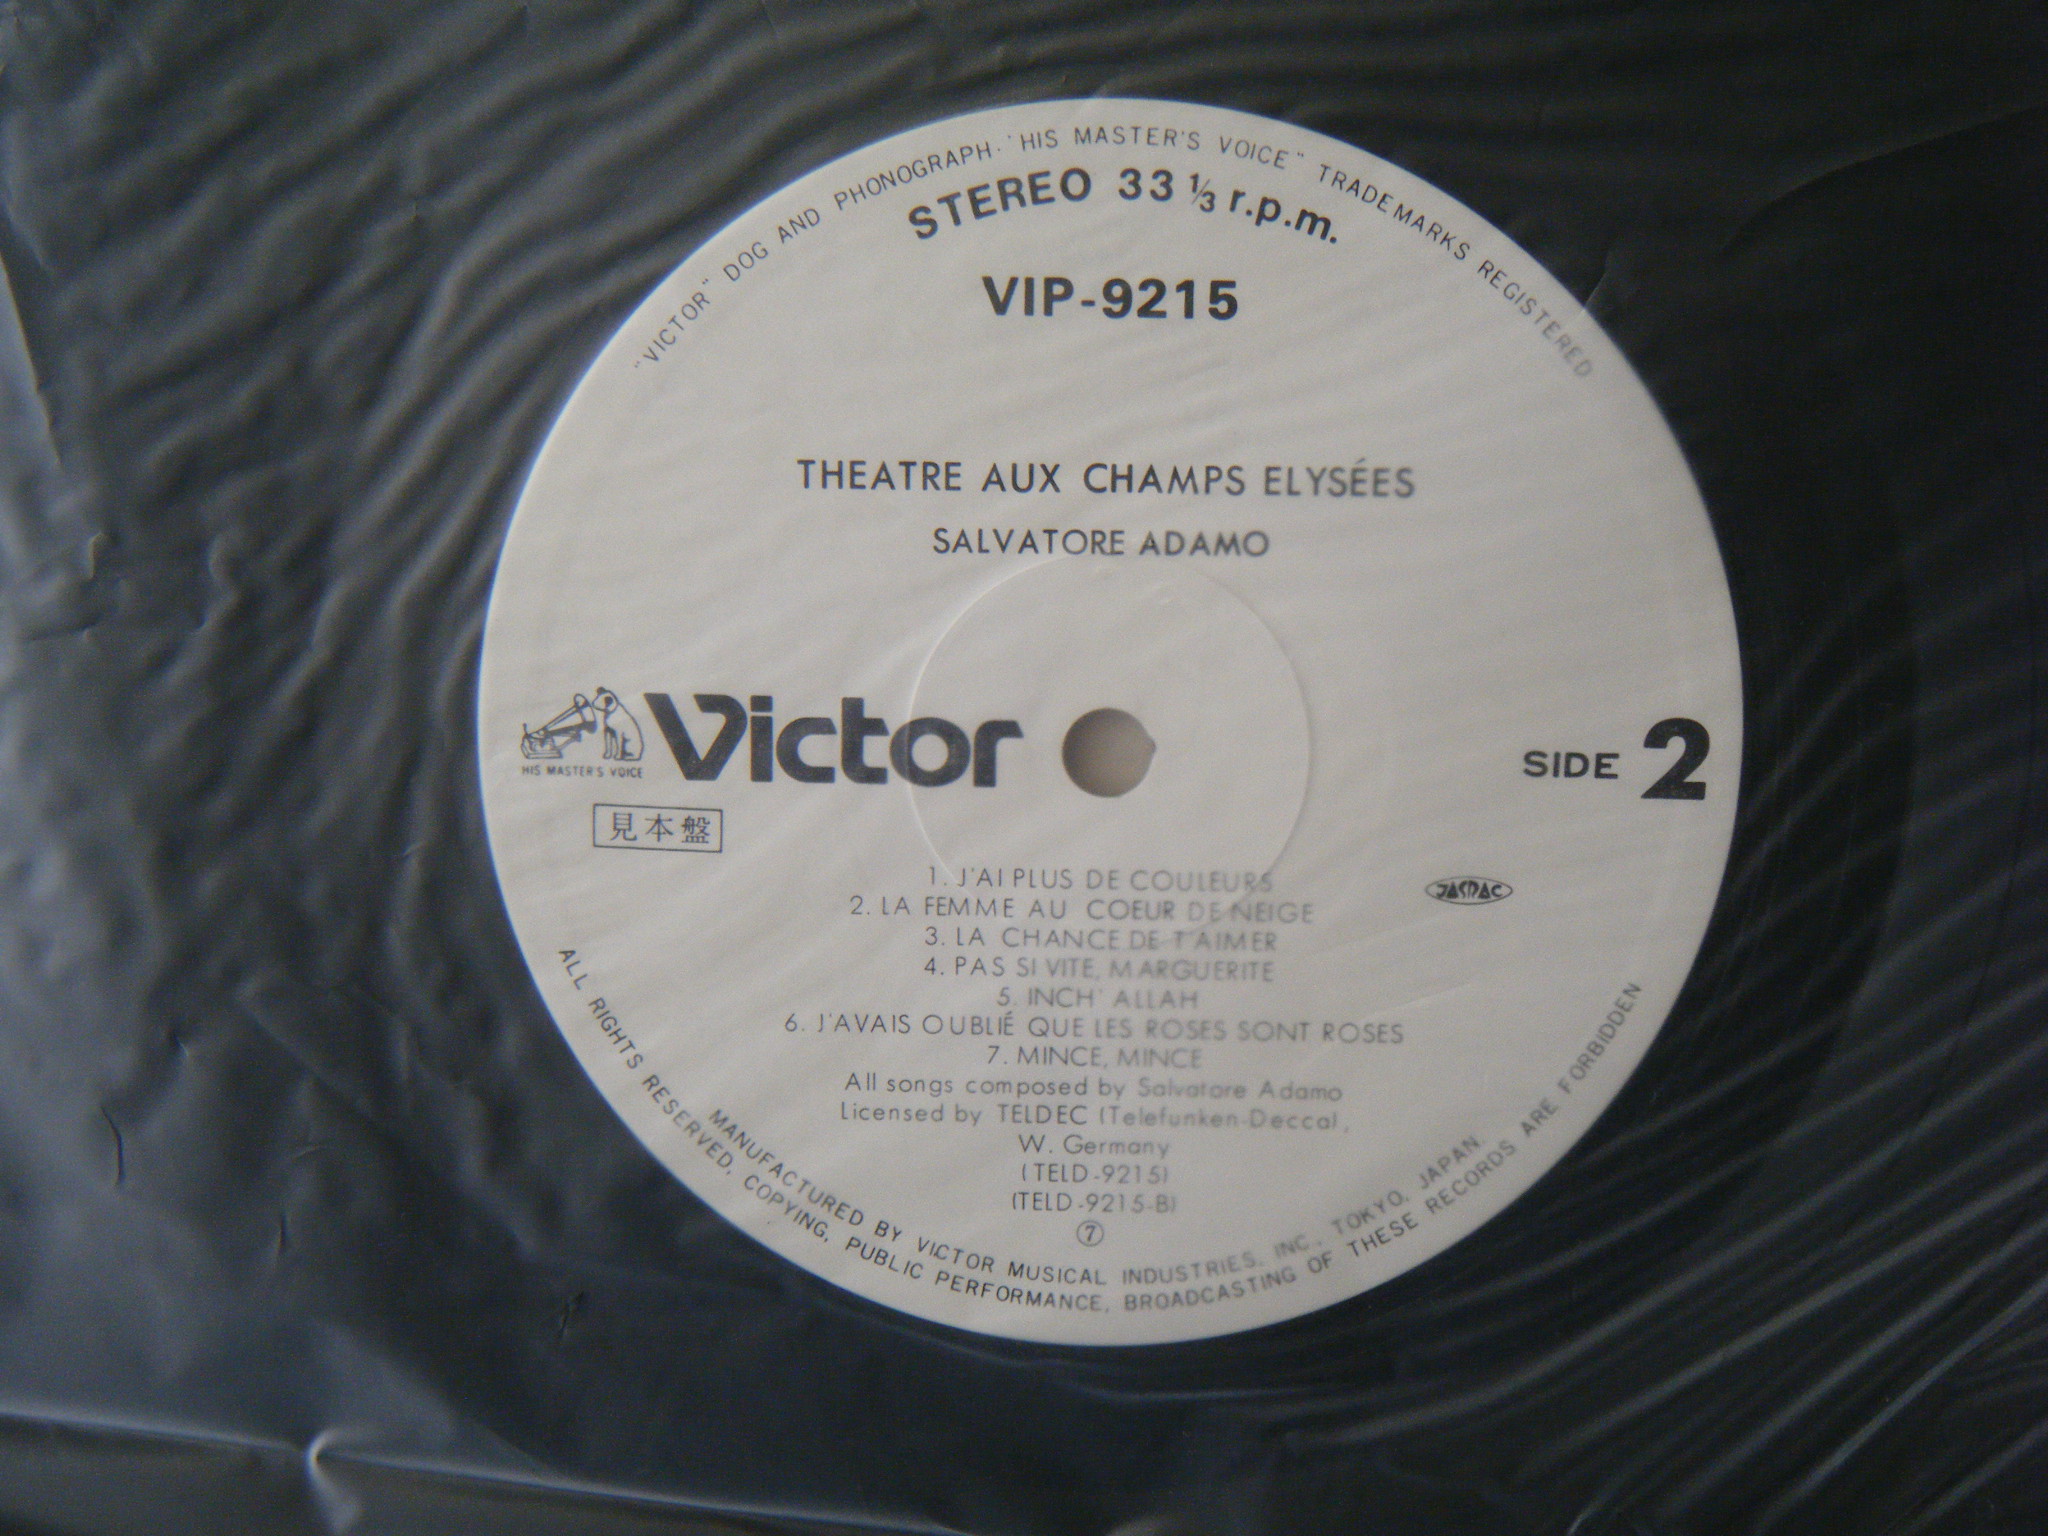 "VICTOR" DOG AND PHONOGRAPH-"HIS MASTER'S VOICE" TRADEMARKS REGISTERED
STEREO 33 ⅓ r.p.m.
VIP-9215
THEATRE AUX CHAMPS ELYSÉES
SALVATORE ADAMO
Victor
HIS MASTER'S VOICE
SIDE 2
見本盤
JASRAC
1. J'AI PLUS DE COULEURS
2. LA FEMME AU COEUR DE NEIGE
3. LA CHANCE DE T'AIMER
4. PAS SI VITE, MARGUERITE
5. INCH' ALLAH
6. J'AVAIS OUBLIÉ QUE LES ROSES SONT ROSES
7. MINCE, MINCE
All songs composed by Salvatore Adamo
Licensed by TELDEC (Telefunken-Decca),
W. Germany
(TELD-9215)
(TELD-9215-B)
⑦
MANUFACTURED BY VICTOR MUSICAL INDUSTRIES, INC., TOKYO, JAPAN.
ALL RIGHTS RESERVED, COPYING, PUBLIC PERFORMANCE, BROADCASTING OF THESE RECORDS ARE FORBIDDEN